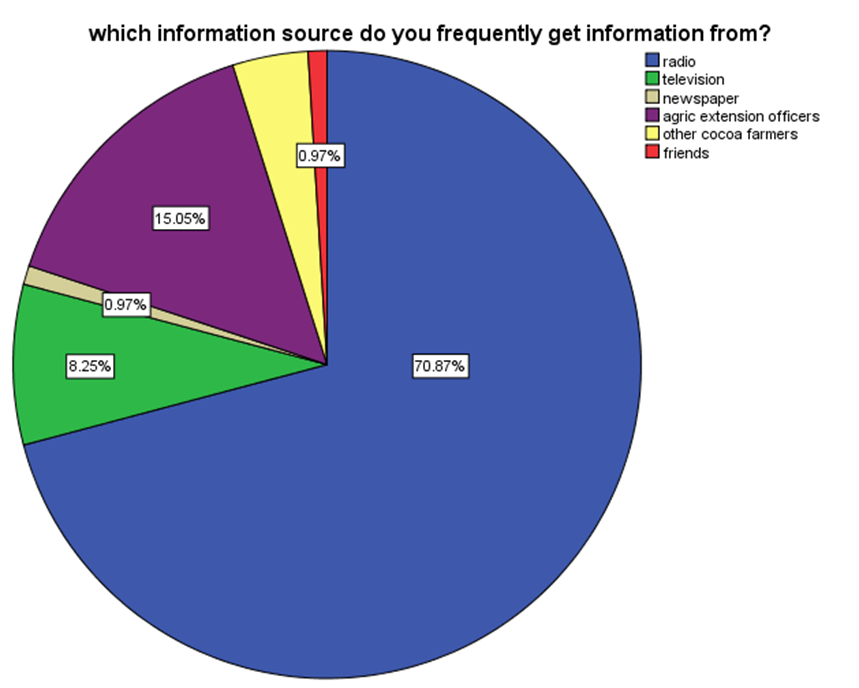 which information source do you frequently get information from?
radio
television
newspaper
agric extension officers
other cocoa farmers
friends
0.97%
15.05%
0.97%
8.25%
70.87%